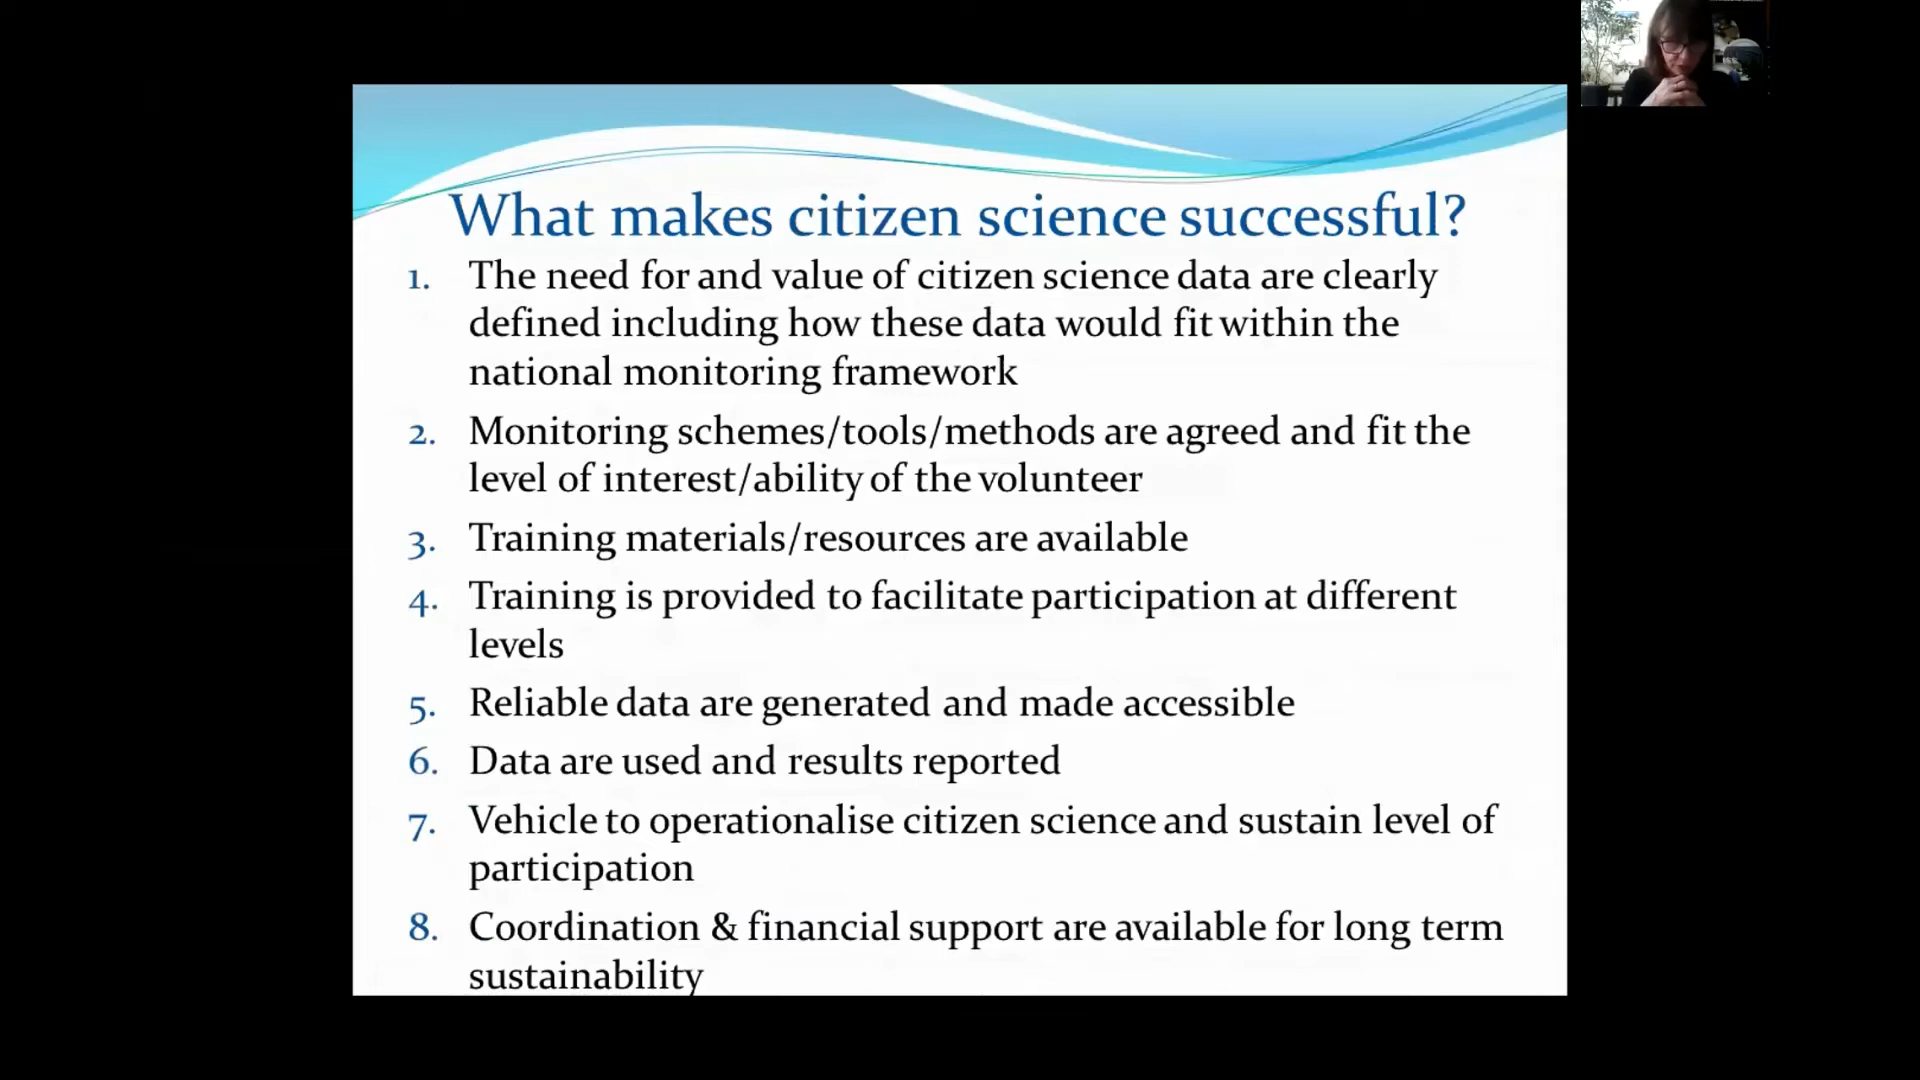 What makes citizen science successful?
1. The need for and value of citizen science data are clearly
defined including how these data would fit within the
national monitoring framework
2. Monitoring schemes/tools/methods are agreed and fit the
level of interest/ability of the volunteer
3. Training materials/resources are available
4. Training is provided to facilitate participation at different
levels
5. Reliable data are generated and made accessible
6. Data are used and results reported
7. Vehicle to operationalise citizen science and sustain level of
participation
8. Coordination & financial support are available for long term
sustainability